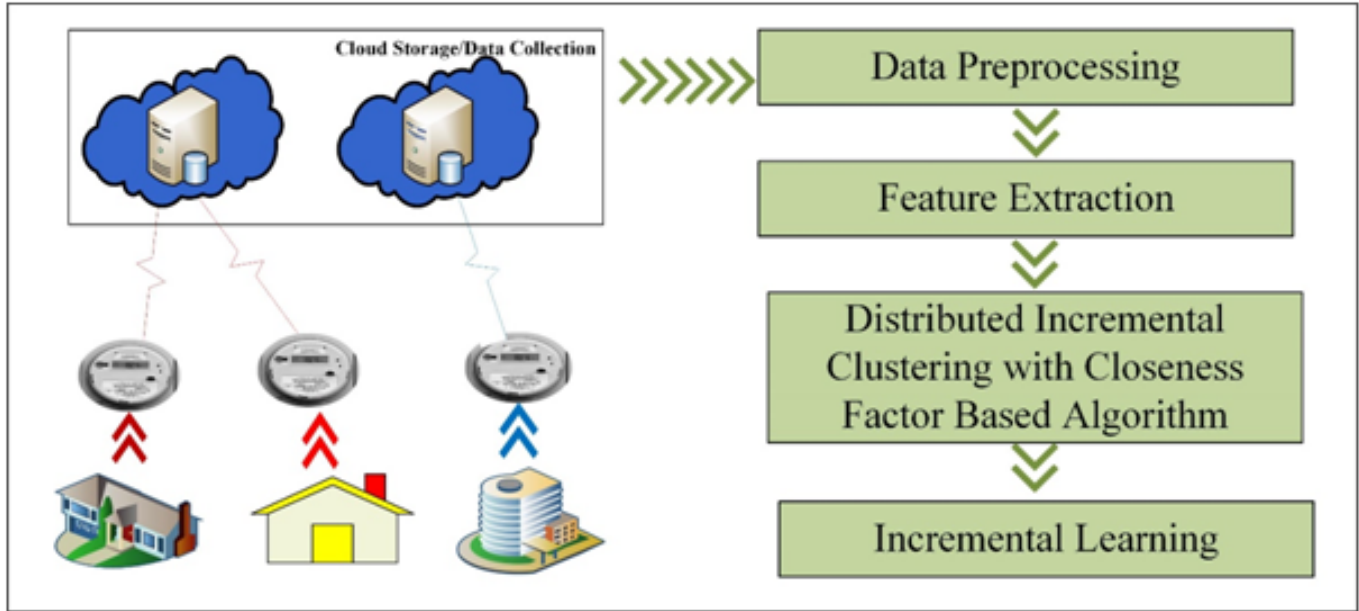 Cloud Storage/Data Collection
Data Preprocessing
Feature Extraction
Distributed Incremental
Clustering with Closeness
Factor Based Algorithm
Incremental Learning